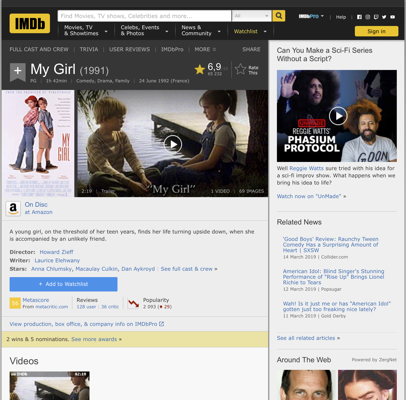 IMDb
Find Movies, TV shows, Celebrities and more...
All
IMDbPro
Help
Movies, TV
& Showtimes
Celebs, Events
& Photos
News &
Community
Watchlist
Sign in
FULL CAST AND CREW | TRIVIA | USER REVIEWS | IMDbPro | MORE
SHARE
+
My Girl (1991)
PG | 1h 42min | Comedy, Drama, Family | 24 June 1992 (France)
6,9
/10
Rate
This
MY
GIRL
2:19 | Trailer
"My Girl"
1 VIDEO | 69 IMAGES
a
On Disc
at Amazon
A young girl, on the threshold of her teen years, finds her life turning upside down, when she
is accompanied by an unlikely friend.
Director: Howard Zieff
Writer: Laurice Elehwany
Stars: Anna Chlumsky, Macaulay Culkin, Dan Aykroyd | See full cast & crew »
+ Add to Watchlist
Metascore
From metacritic.com
Reviews
128 user | 36 critic
Popularity
2 093 ( 29)
View production, box office, & company info on IMDbPro
2 wins & 5 nominations. See more awards »
Videos
02:19
Can You Make a Sci-Fi Series
Without a Script?
REGGIE WATTS'
PHASIUM
PROTOCOL
Well Reggie Watts sure tried with his idea for
a sci-fi improv show. What happens when we
bring his idea to life?
Watch now on "UnMade" »
Related News
'Good Boys' Review: Raunchy Tween
Comedy Has a Surprising Amount of
Heart | SXSW
14 March 2019 | Collider.com
American Idol: Blind Singer's Stunning
Performance of "Rise Up" Brings Lionel
Richie to Tears
12 March 2019 | Popsugar
Wah! Is it just me or has "American Idol"
gotten just too freaking nice lately?
11 March 2019 | Gold Derby
See all related articles »
Around The Web
Powered by ZergNet